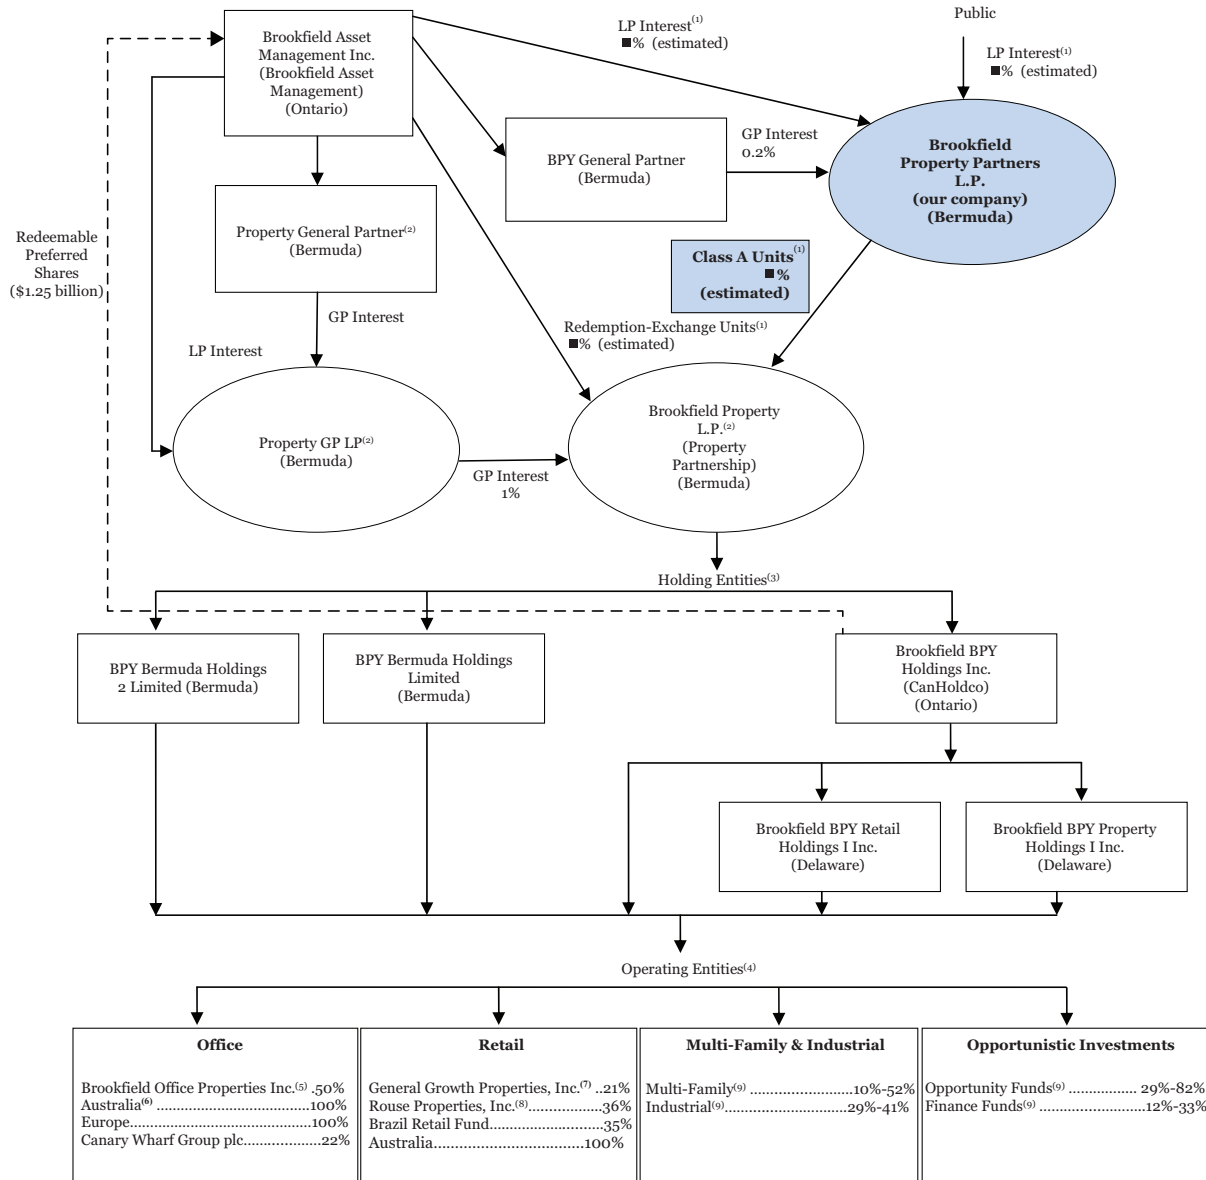 Brookfield Asset
Management Inc.
(Brookfield Asset
Management)
(Ontario)
LP Interest(1)
■% (estimated)
Public
LP Interest(1)
■% (estimated)
BPY General Partner
(Bermuda)
GP Interest
0.2%
Brookfield
Property Partners
L.P.
(our company)
(Bermuda)
Redeemable
Preferred
Shares
($1.25 billion)
Property General Partner(2)
(Bermuda)
Class A Units(1)
■%
(estimated)
GP Interest
LP Interest
Redemption-Exchange Units(1)
■% (estimated)
Property GP LP(2)
(Bermuda)
GP Interest
1%
Brookfield Property
L.P.(2)
(Property
Partnership)
(Bermuda)
Holding Entities(3)
BPY Bermuda Holdings
2 Limited (Bermuda)
BPY Bermuda Holdings
Limited
(Bermuda)
Brookfield BPY
Holdings Inc.
(CanHoldco)
(Ontario)
Brookfield BPY Retail
Holdings I Inc.
(Delaware)
Brookfield BPY Property
Holdings I Inc.
(Delaware)
Operating Entities(4)
Office
Brookfield Office Properties Inc.(5) .50%
Australia(6) ....................................100%
Europe..........................................100%
Canary Wharf Group plc..................22%
Retail
General Growth Properties, Inc.(7) ..21%
Rouse Properties, Inc.(8)....................36%
Brazil Retail Fund...........................35%
Australia...................................100%
Multi-Family & Industrial
Multi-Family(9) .........................10%-52%
Industrial(9)..............................29%-41%
Opportunistic Investments
Opportunity Funds(9) ............... 29%-82%
Finance Funds(9) ........................12%-33%